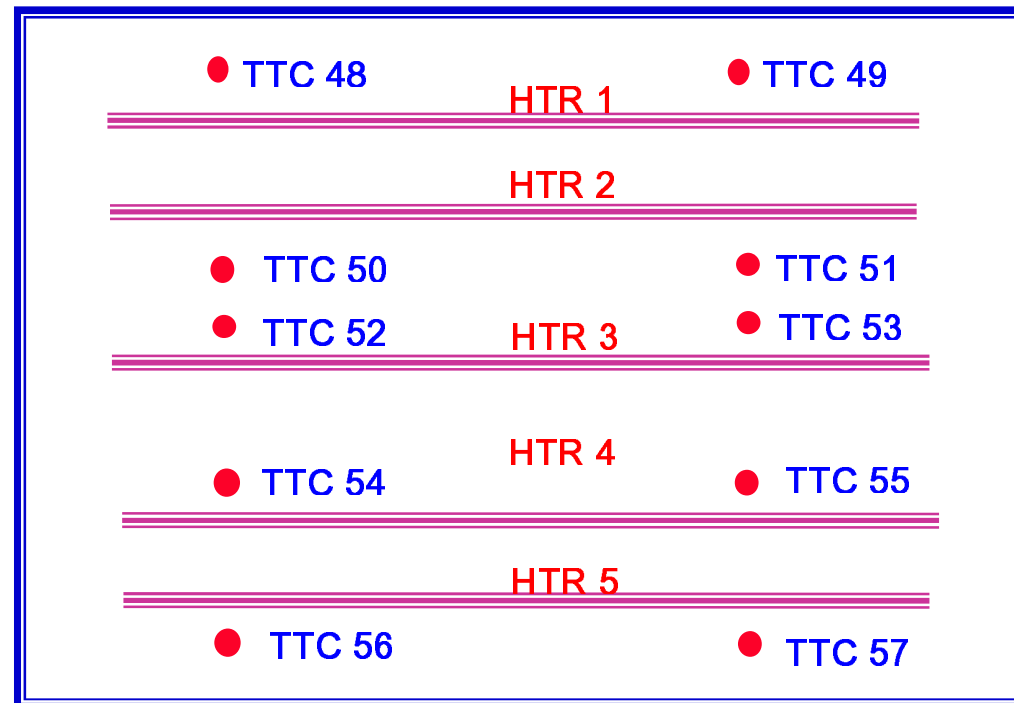 TTC 48
TTC 49
HTR 1
HTR 2
TTC 50
TTC 51
TTC 52
HTR 3
TTC 53
HTR 4
TTC 54
TTC 55
HTR 5
TTC 56
TTC 57